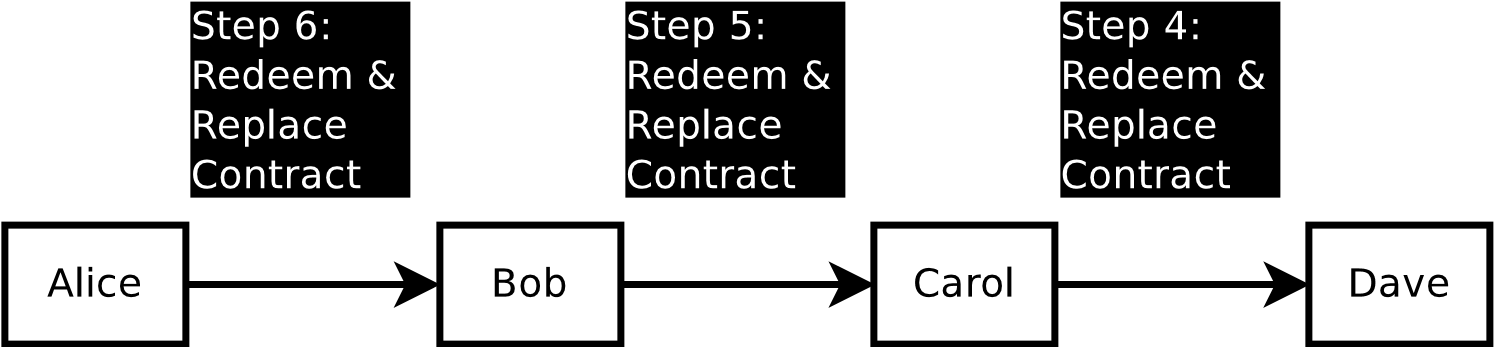 Step 6:
Redeem &
Replace
Contract
Step 5:
Redeem &
Replace
Contract
Step 4:
Redeem &
Replace
Contract
Alice
Bob
Carol
Dave